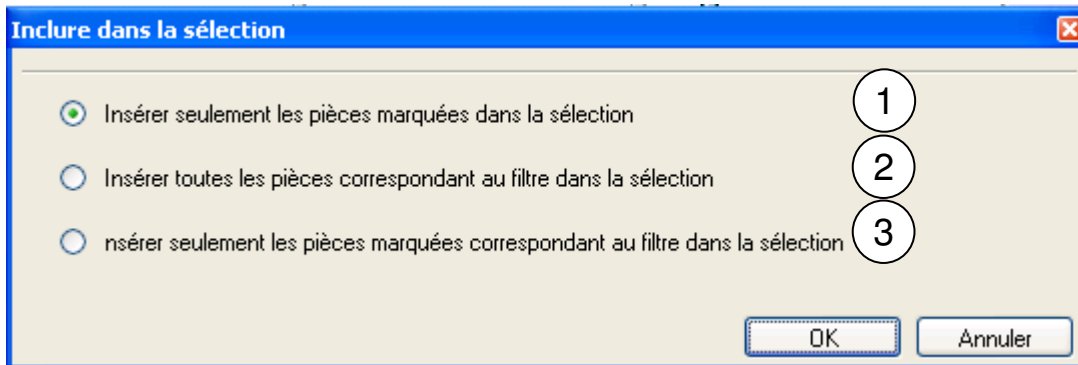 Inclure dans la sélection
Insérer seulement les pièces marquées dans la sélection 1
Insérer toutes les pièces correspondant au filtre dans la sélection 2
nsérer seulement les pièces marquées correspondant au filtre dans la sélection 3
OK Annuler